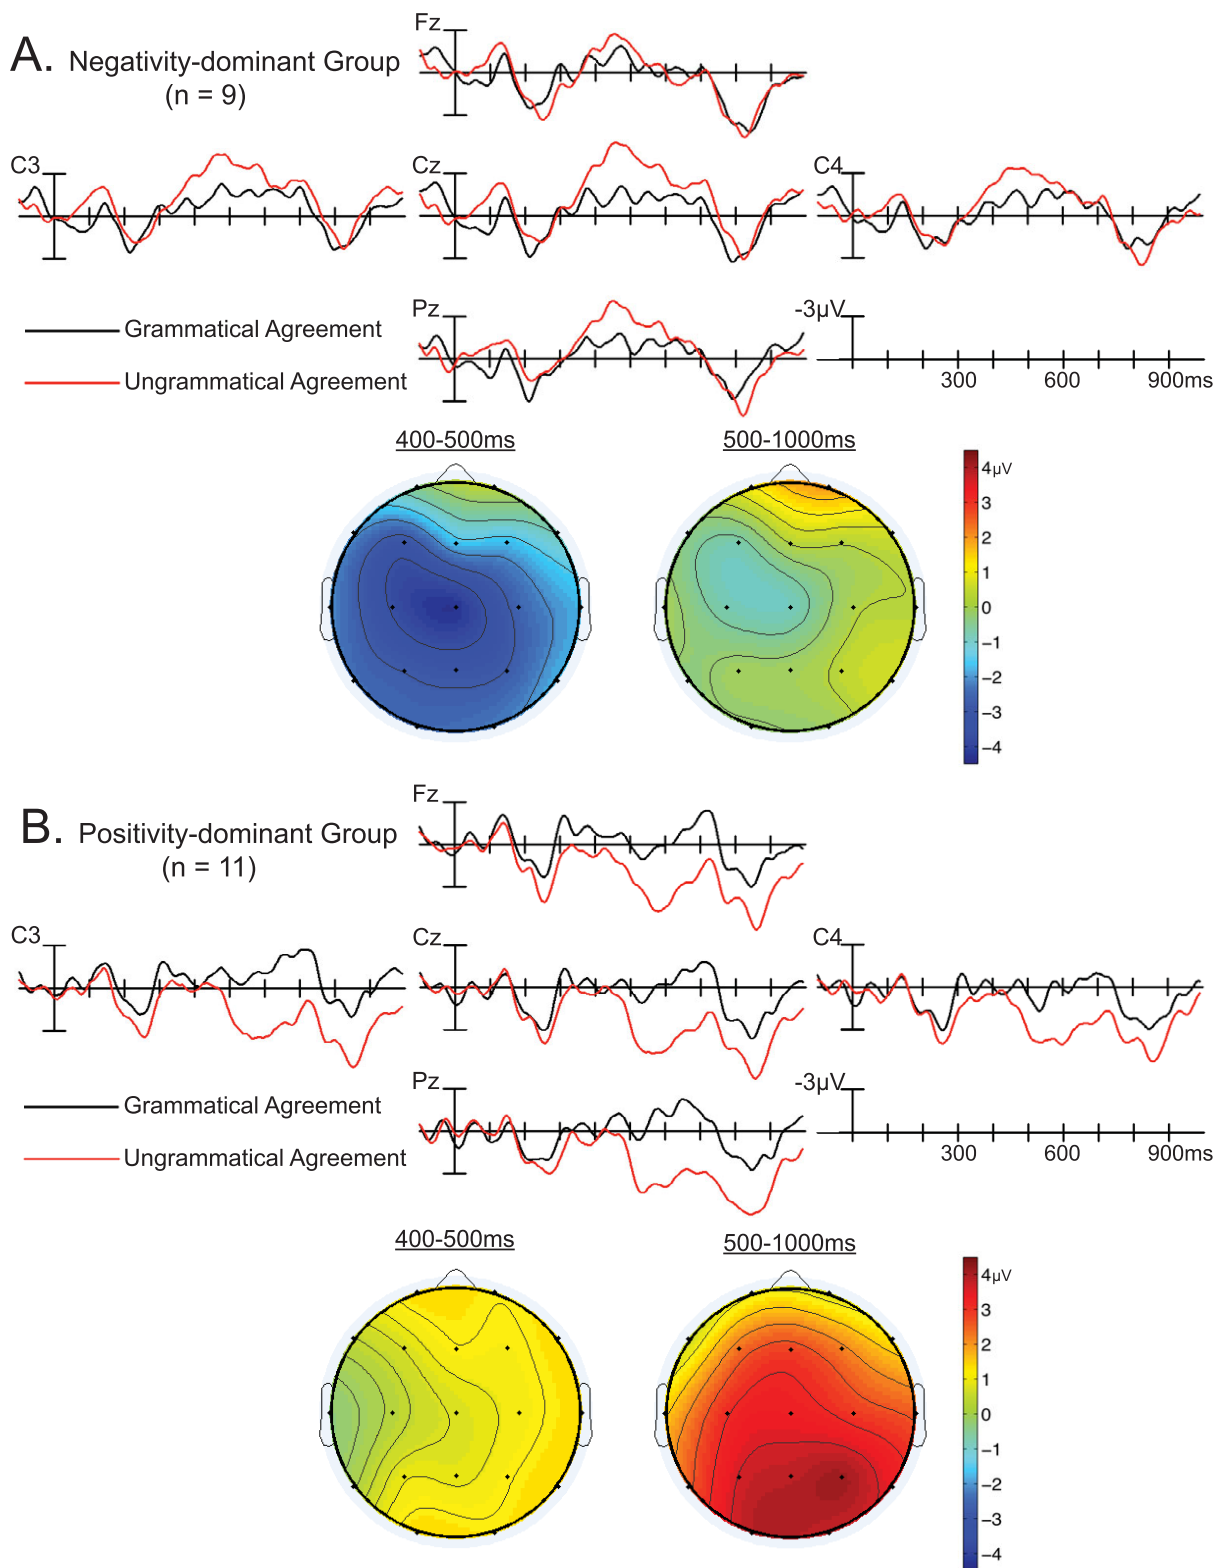 Fz
A. Negativity-dominant Group
(n = 9)
C3
Cz
C4
Pz
-3µV
Grammatical Agreement
Ungrammatical Agreement
300 600 900ms
400-500ms
500-1000ms
4µV
3
2
1
0
−1
−2
−3
−4
Fz
B. Positivity-dominant Group
(n = 11)
C3
Cz
C4
Pz
-3µV
Grammatical Agreement
Ungrammatical Agreement
300 600 900ms
400-500ms
500-1000ms
4µV
3
2
1
0
−1
−2
−3
−4